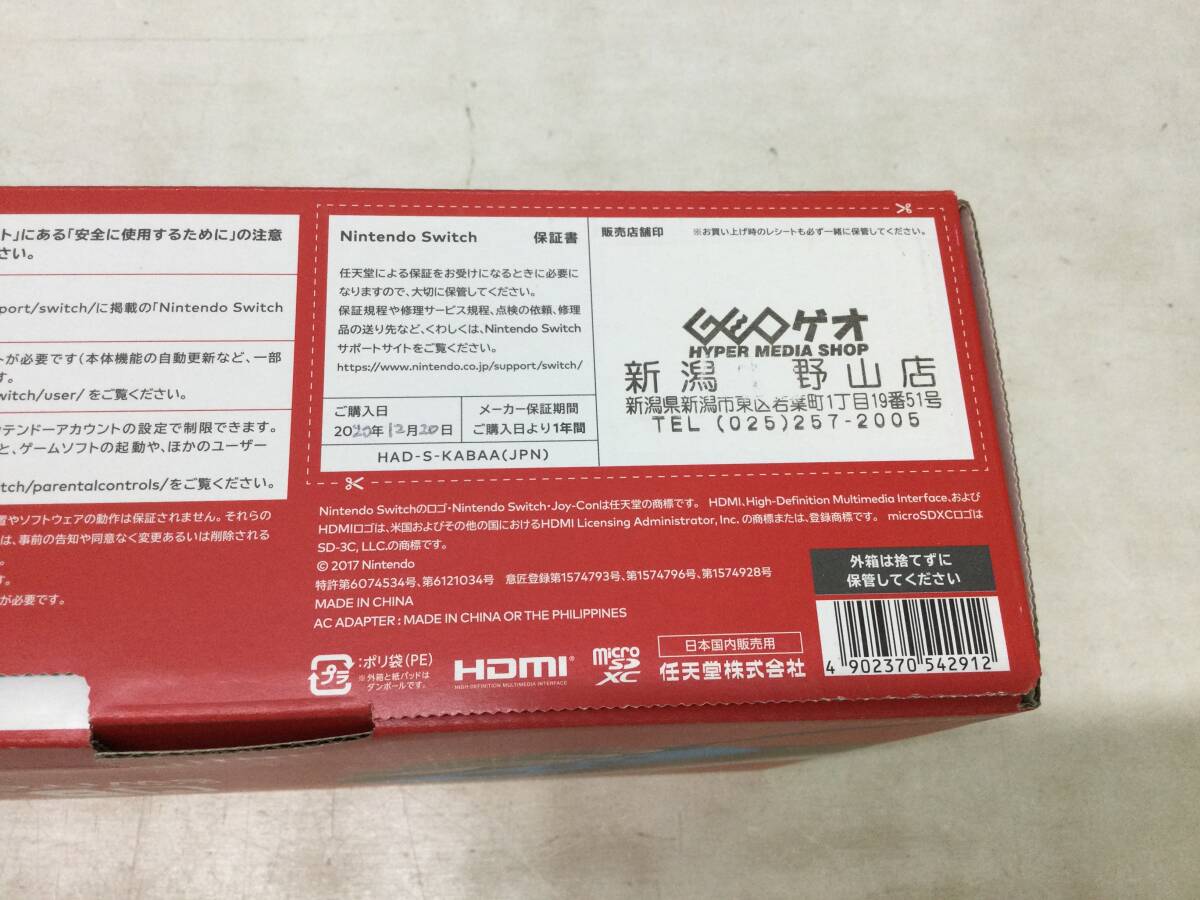 ト」にある「安全に使用するために」の注意
さい。
port/switch/に掲載の「Nintendo Switch
トが必要です(本体機能の自動更新など、一部
す。
witch/user/ をご覧ください。
テンドーアカウントの設定で制限できます。
と、ゲームソフトの起動や、ほかのユーザー
tch/parentalcontrols/をご覧ください。
置やソフトウェアの動作は保証されません。それらの
は、事前の告知や同意なく変更あるいは削除される
す。
が必要です。
Nintendo Switch 保証書
任天堂による保証をお受けになるときに必要に
なりますので、大切に保管してください。
保証規程や修理サービス規程、点検の依頼、修理
品の送り先など、くわしくは、Nintendo Switch
サポートサイトをご覧ください。
https://www.nintendo.co.jp/support/switch/
ご購入日
2020年12月20日
メーカー保証期間
ご購入日より1年間
HAD-S-KABAA(JPN)
販売店舗印 ※お買い上げ時のレシートも必ず一緒に保管してください。
GEOゲオ
HYPER MEDIA SHOP
新潟 野山店
新潟県新潟市東区若葉町1丁目19番51号
TEL (025)257-2005
Nintendo Switchのロゴ・Nintendo Switch・Joy-Conは任天堂の商標です。 HDMI、High-Definition Multimedia Interface、および
HDMIロゴは、米国およびその他の国におけるHDMI Licensing Administrator, Inc. の商標または、登録商標です。 microSDXCロゴは
SD-3C, LLC.の商標です。
© 2017 Nintendo
特許第6074534号、第6121034号 意匠登録第1574793号、第1574796号、第1574928号
MADE IN CHINA
AC ADAPTER : MADE IN CHINA OR THE PHILIPPINES
プラ
:ポリ袋(PE)
※外箱と紙パッドは
ダンボールです。
HDMI®
HIGH-DEFINITION MULTIMEDIA INTERFACE
micro
SD
XC
日本国内販売用
任天堂株式会社
外箱は捨てずに
保管してください
4 902370 542912